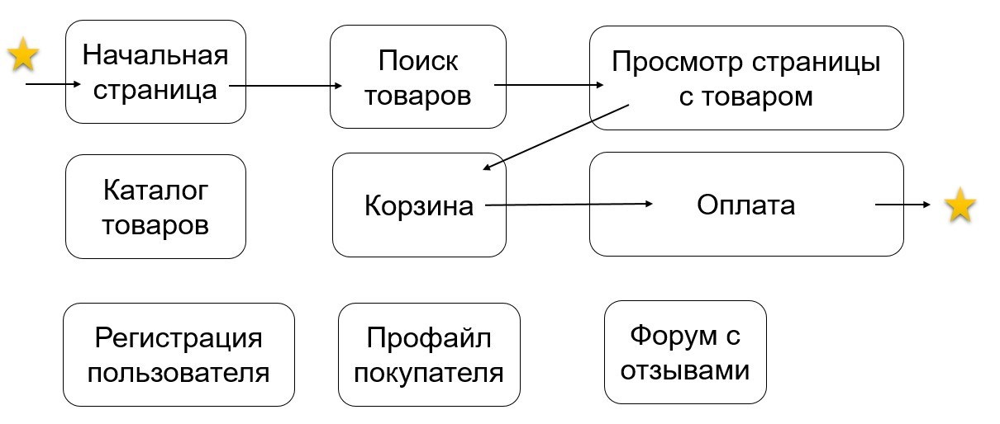 Начальная
страница
Поиск
товаров
Просмотр страницы
с товаром
Каталог
товаров
Корзина
Оплата
Регистрация
пользователя
Профайл
покупателя
Форум с
отзывами